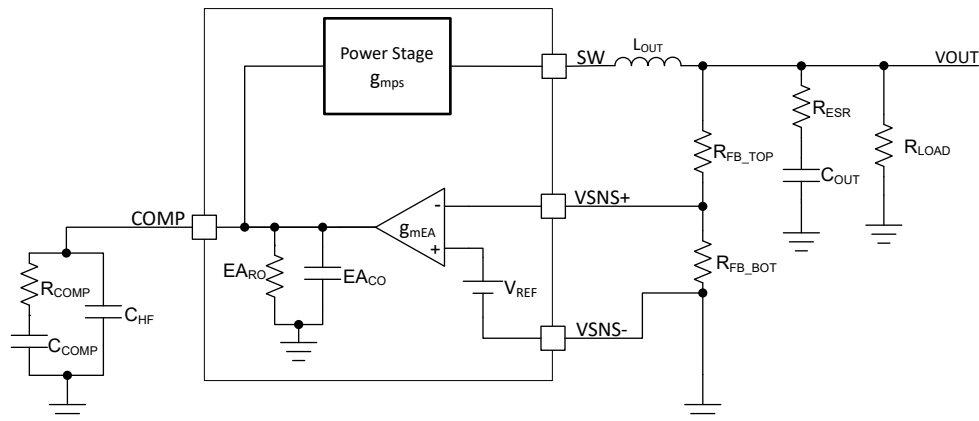 Power Stage
gmps
SW
LOUT
VOUT
RESR
RFB_TOP
RLOAD
COUT
VSNS+
COMP
-
gmEA
+
EARO
EACO
RFB_BOT
RCOMP
CHF
VREF
VSNS-
CCOMP